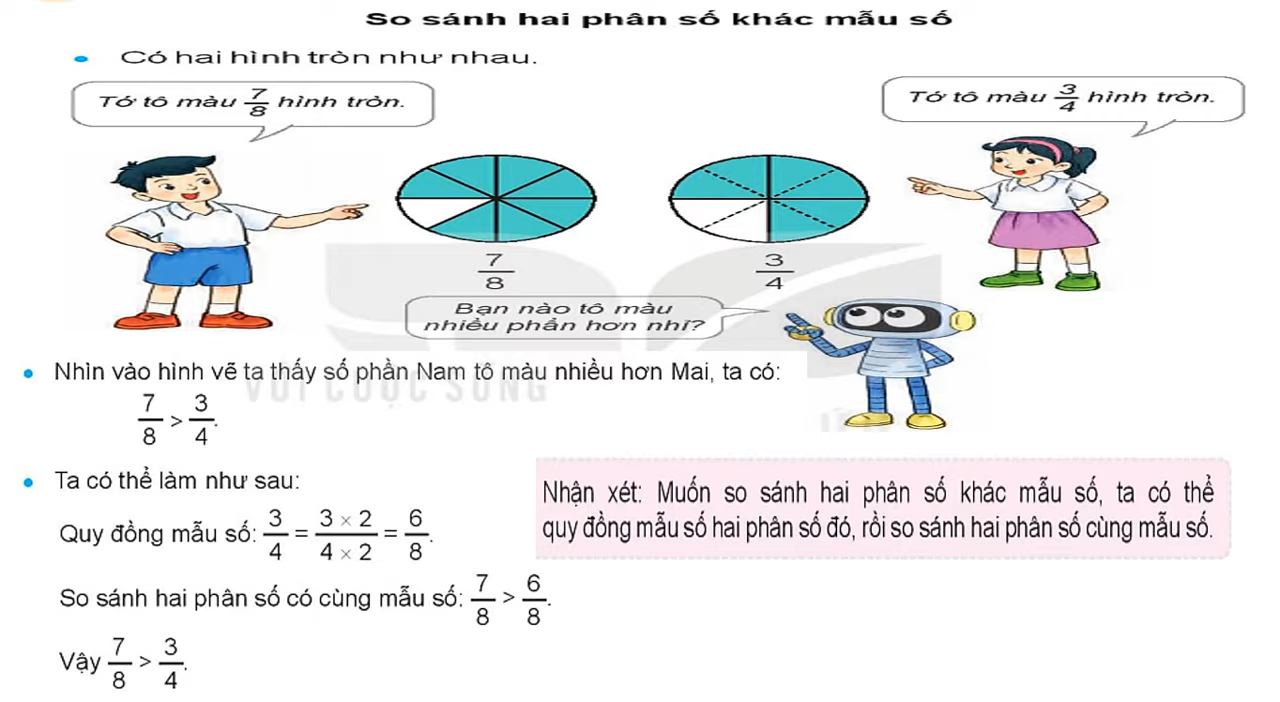 So sánh hai phân số khác mẫu số
• Có hai hình tròn như nhau.
Tớ tô màu 7/8 hình tròn.
Tớ tô màu 3/4 hình tròn.
7/8
3/4
Bạn nào tô màu
nhiều phần hơn nhỉ?
• Nhìn vào hình vẽ ta thấy số phần Nam tô màu nhiều hơn Mai, ta có:
7/8 > 3/4.
VỚI CUỘC SỐNG
• Ta có thể làm như sau:
Quy đồng mẫu số: 3/4 = (3 × 2)/(4 × 2) = 6/8.
Nhận xét: Muốn so sánh hai phân số khác mẫu số, ta có thể
quy đồng mẫu số hai phân số đó, rồi so sánh hai phân số cùng mẫu số.
So sánh hai phân số có cùng mẫu số: 7/8 > 6/8.
Vậy 7/8 > 3/4.